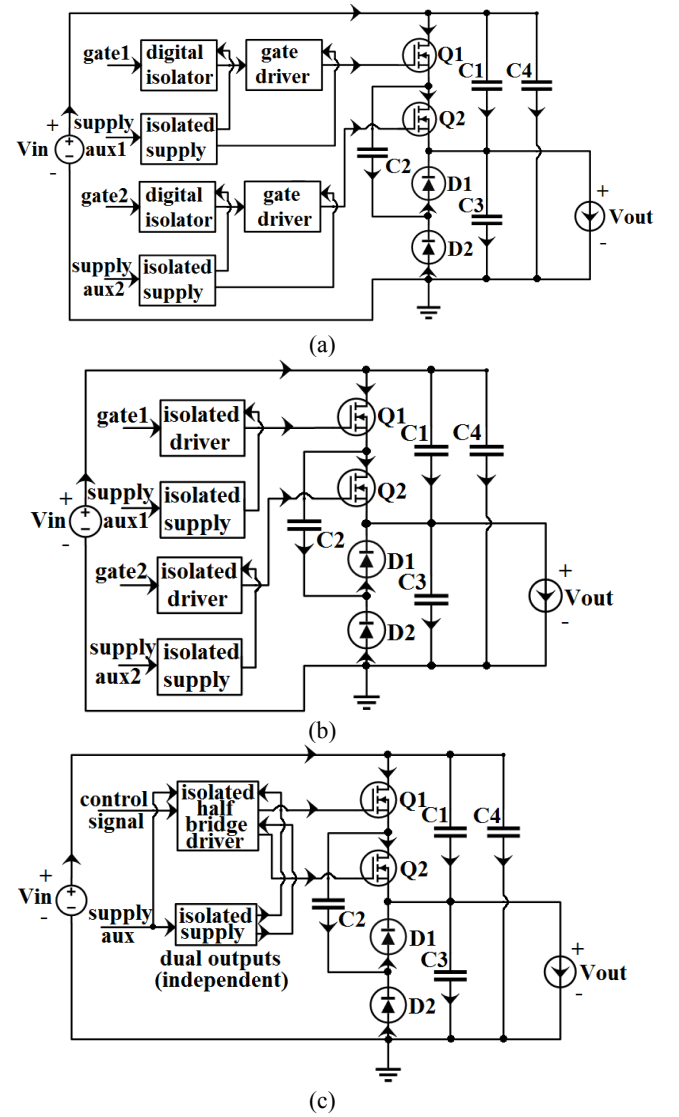 gate1
digital
isolator
gate
driver
Q1
C1
C4
supply
aux1
isolated
supply
+
Vin
-
Q2
C2
gate2
digital
isolator
gate
driver
D1
C3
+
Vout
-
supply
aux2
isolated
supply
D2
(a)
gate1
isolated
driver
Q1
C1
C4
supply
aux1
isolated
supply
+
Vin
-
Q2
C2
gate2
isolated
driver
D1
C3
+
Vout
-
supply
aux2
isolated
supply
D2
(b)
control
signal
isolated
half
bridge
driver
Q1
C1
C4
+
Vin
-
Q2
supply
aux
isolated
supply
dual outputs
(independent)
C2
D1
C3
+
Vout
-
D2
(c)